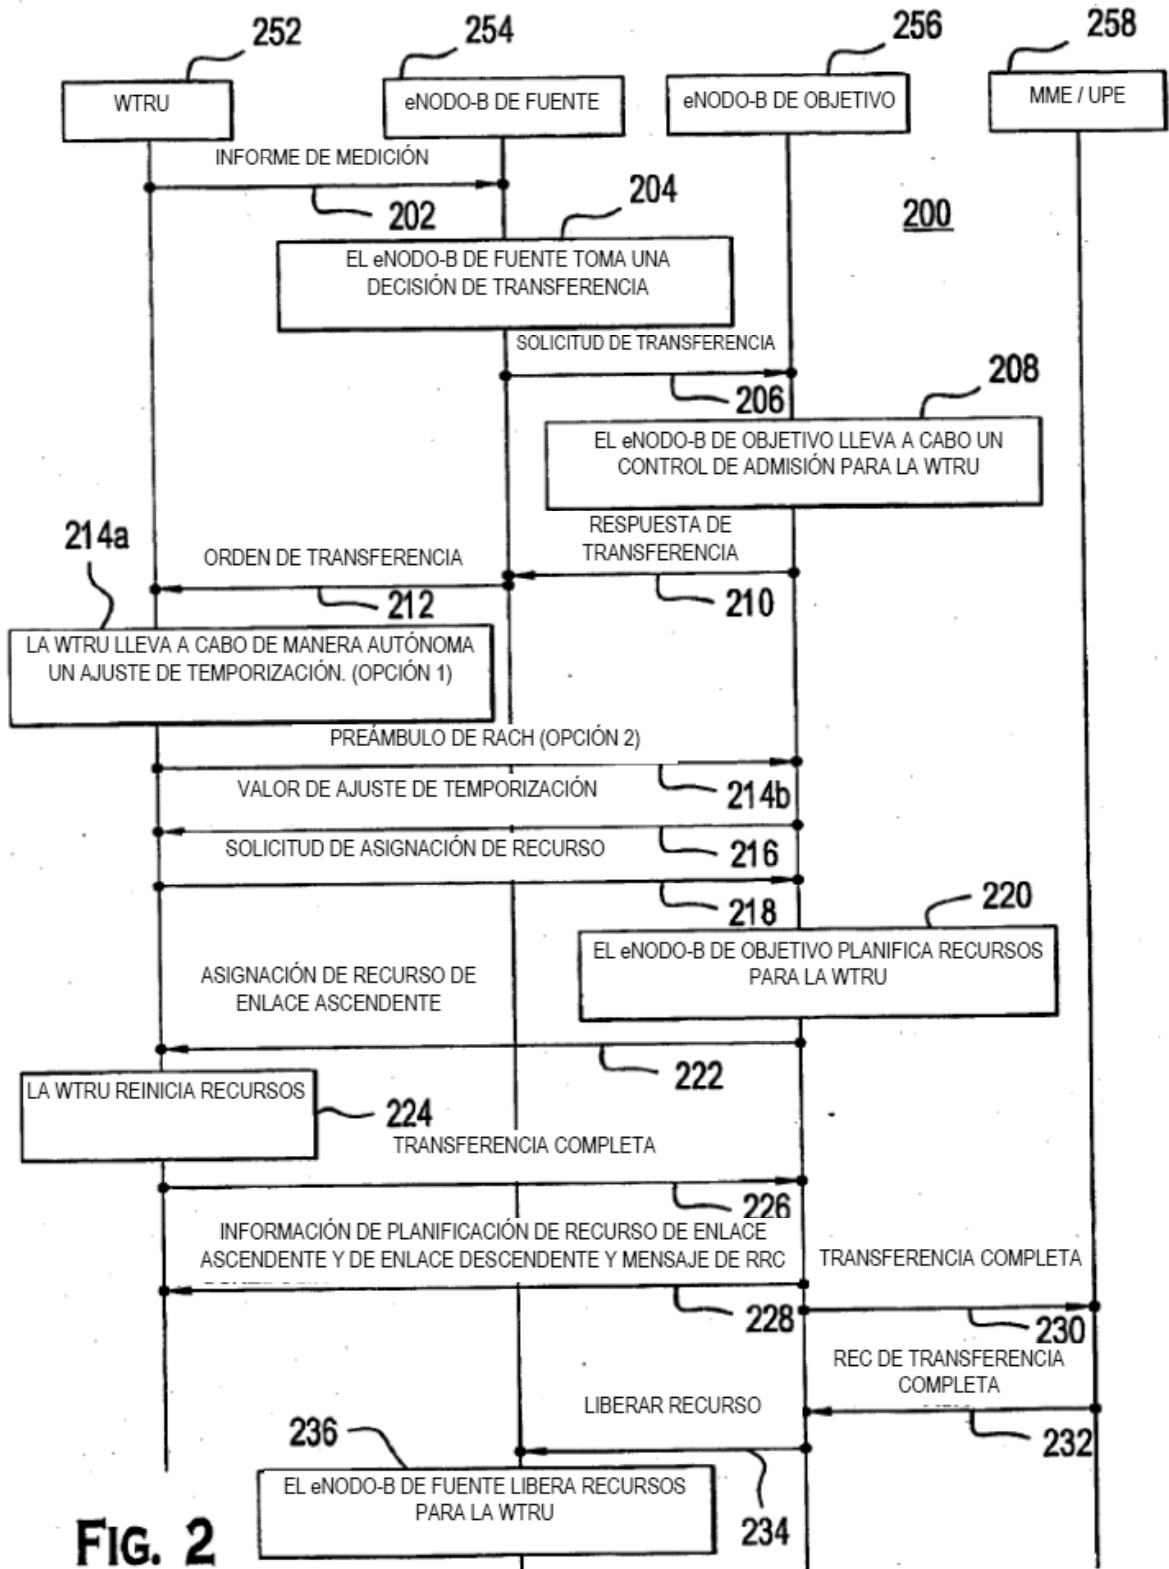 252
254
256
258
WTRU
eNODO-B DE FUENTE
eNODO-B DE OBJETIVO
MME / UPE
INFORME DE MEDICIÓN
202
200
204
EL eNODO-B DE FUENTE TOMA UNA
DECISIÓN DE TRANSFERENCIA
SOLICITUD DE TRANSFERENCIA
206
208
EL eNODO-B DE OBJETIVO LLEVA A CABO UN
CONTROL DE ADMISIÓN PARA LA WTRU
RESPUESTA DE
TRANSFERENCIA
210
ORDEN DE TRANSFERENCIA
212
214a
LA WTRU LLEVA A CABO DE MANERA AUTÓNOMA
UN AJUSTE DE TEMPORIZACIÓN. (OPCIÓN 1)
PREÁMBULO DE RACH (OPCIÓN 2)
214b
VALOR DE AJUSTE DE TEMPORIZACIÓN
216
SOLICITUD DE ASIGNACIÓN DE RECURSO
218
220
EL eNODO-B DE OBJETIVO PLANIFICA RECURSOS
PARA LA WTRU
ASIGNACIÓN DE RECURSO DE
ENLACE ASCENDENTE
222
LA WTRU REINICIA RECURSOS
224
TRANSFERENCIA COMPLETA
226
INFORMACIÓN DE PLANIFICACIÓN DE RECURSO DE ENLACE
ASCENDENTE Y DE ENLACE DESCENDENTE Y MENSAJE DE RRC
228
TRANSFERENCIA COMPLETA
230
REC DE TRANSFERENCIA
COMPLETA
232
LIBERAR RECURSO
234
236
EL eNODO-B DE FUENTE LIBERA RECURSOS
PARA LA WTRU
FIG. 2